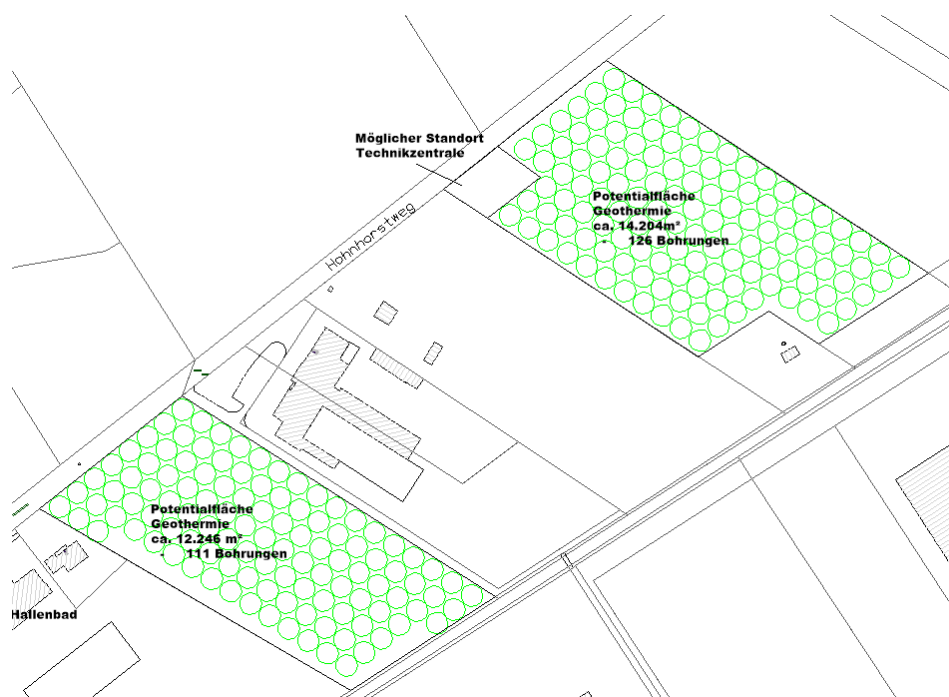 Möglicher Standort
Technikzentrale
Hohnhorstweg
Potentialfläche
Geothermie
ca. 14.204m²
- 126 Bohrungen
Potentialfläche
Geothermie
ca. 12.246 m²
- 111 Bohrungen
Hallenbad